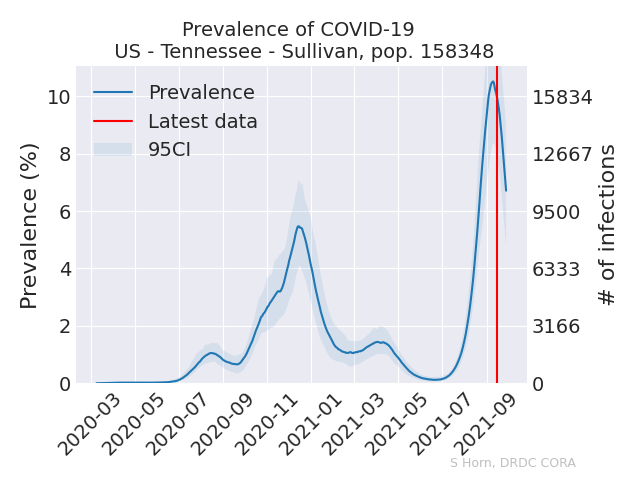 Prevalence of COVID-19
US - Tennessee - Sullivan, pop. 158348
Prevalence
Latest data
95CI
Prevalence (%)
10
8
6
4
2
0
15834
12667
9500
6333
3166
0
# of infections
2020-03
2020-05
2020-07
2020-09
2020-11
2021-01
2021-03
2021-05
2021-07
2021-09
S Horn, DRDC CORA